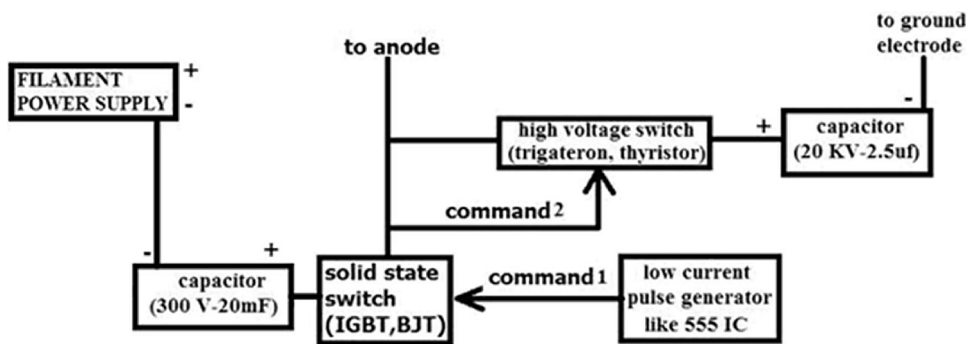 to ground
electrode
to anode
FILAMENT
POWER SUPPLY
+
-
high voltage switch
(trigateron, thyristor)
+
-
capacitor
(20 KV-2.5uf)
command 2
-
+
capacitor
(300 V-20mF)
solid state
switch
(IGBT,BJT)
command 1
low current
pulse generator
like 555 IC